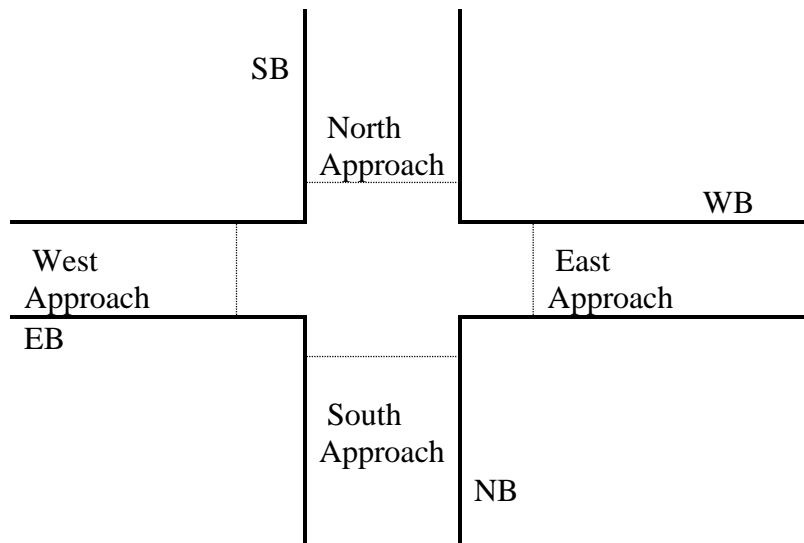 SB
North
Approach
WB
West
Approach
East
Approach
EB
South
Approach
NB